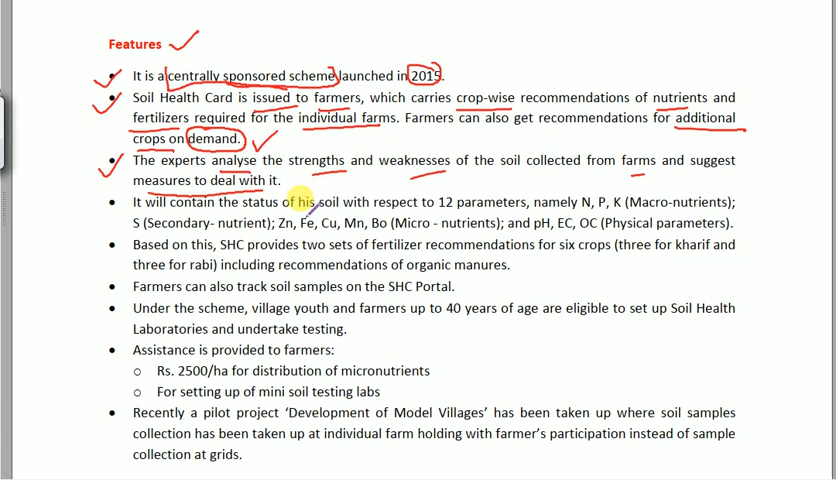 Features
• It is a centrally sponsored scheme launched in 2015.
• Soil Health Card is issued to farmers, which carries crop-wise recommendations of nutrients and
fertilizers required for the individual farms. Farmers can also get recommendations for additional
crops on demand.
• The experts analyse the strengths and weaknesses of the soil collected from farms and suggest
measures to deal with it.
• It will contain the status of his soil with respect to 12 parameters, namely N, P, K (Macro-nutrients);
S (Secondary- nutrient); Zn, Fe, Cu, Mn, Bo (Micro - nutrients); and pH, EC, OC (Physical parameters).
• Based on this, SHC provides two sets of fertilizer recommendations for six crops (three for kharif and
three for rabi) including recommendations of organic manures.
• Farmers can also track soil samples on the SHC Portal.
• Under the scheme, village youth and farmers up to 40 years of age are eligible to set up Soil Health
Laboratories and undertake testing.
• Assistance is provided to farmers:
o Rs. 2500/ha for distribution of micronutrients
o For setting up of mini soil testing labs
• Recently a pilot project ‘Development of Model Villages’ has been taken up where soil samples
collection has been taken up at individual farm holding with farmer’s participation instead of sample
collection at grids.